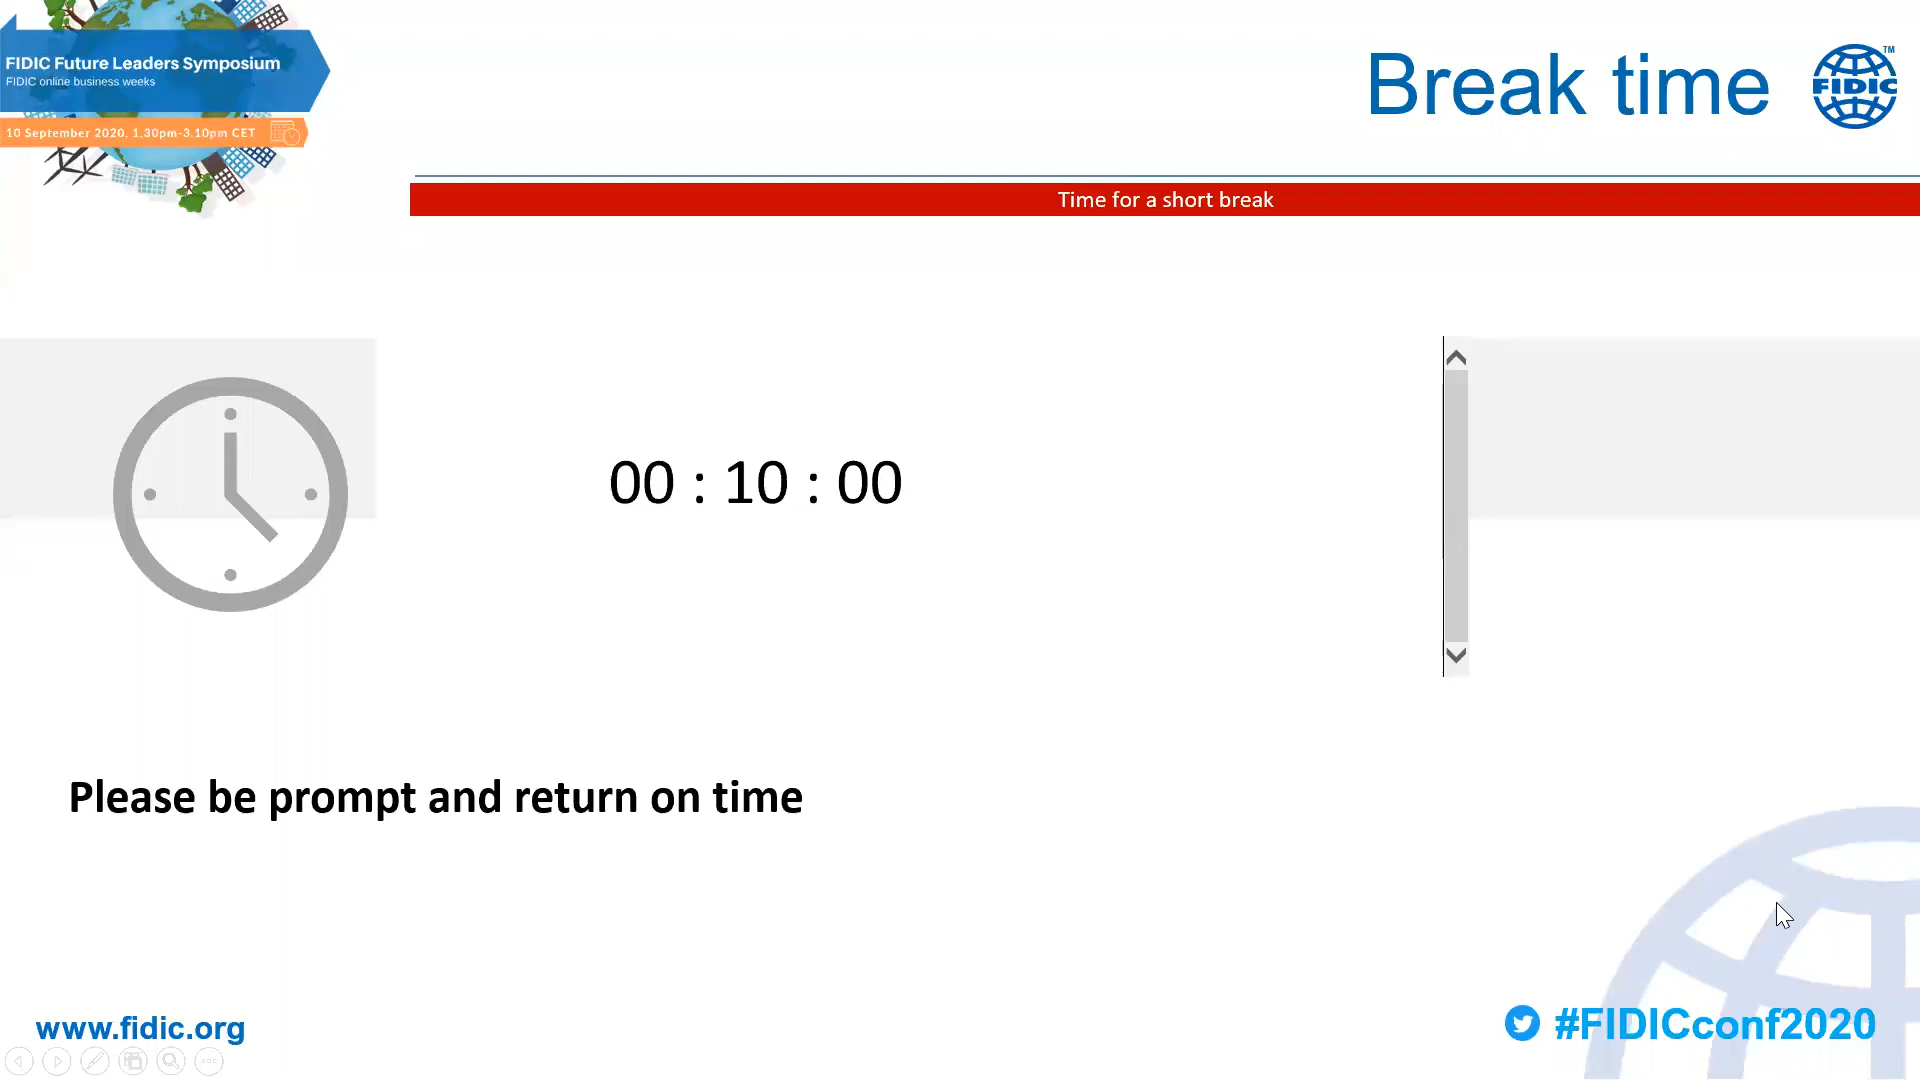 FIDIC Future Leaders Symposium
FIDIC online business weeks
10 September 2020, 1.30pm-3.10pm CET
Break time
FIDIC
TM
Time for a short break
00 : 10 : 00
Please be prompt and return on time
www.fidic.org
#FIDICconf2020